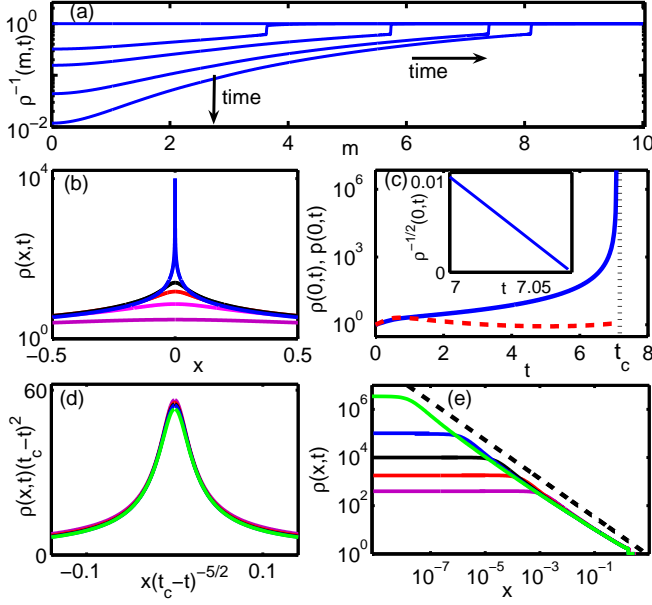 (a)
10^0
10^-2
ρ^-1(m,t)
time
time
0 2 4 6 8 10
m
(b)
10^4
10^0
ρ(x,t)
−0.5 0 0.5
x
(c)
10^6
10^3
10^0
ρ(0,t), p(0,t)
0.01
0
ρ^-1/2(0,t)
7 t 7.05
0 2 4 6 t_c 8
t
(d)
60
0
ρ(x,t)(t_c−t)^2
−0.1 0.1
x(t_c−t)^-5/2
(e)
10^6
10^4
10^2
10^0
ρ(x,t)
10^-7 10^-5 10^-3 10^-1
x